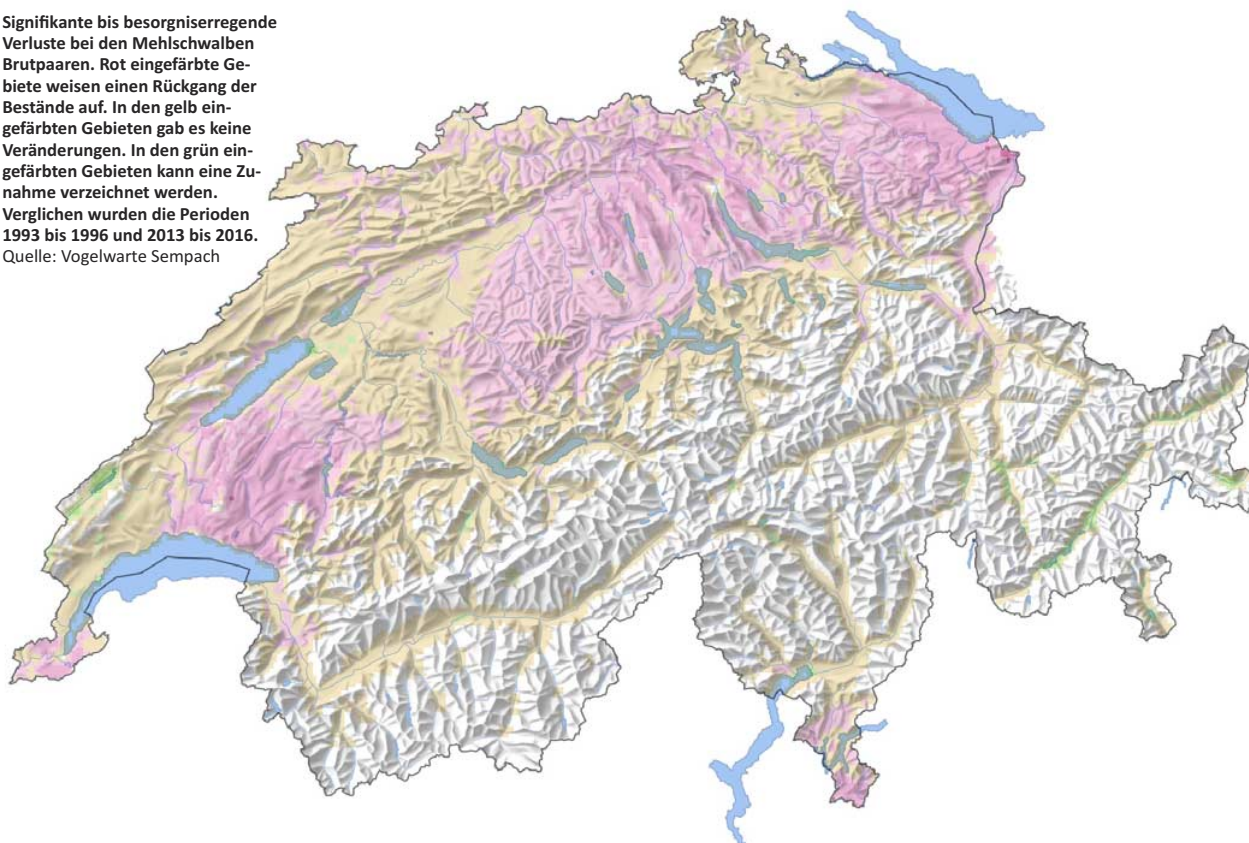 Signifikante bis besorgniserregende
Verluste bei den Mehlschwalben
Brutpaaren. Rot eingefärbte Ge-
biete weisen einen Rückgang der
Bestände auf. In den gelb ein-
gefärbten Gebieten gab es keine
Veränderungen. In den grün ein-
gefärbten Gebieten kann eine Zu-
nahme verzeichnet werden.
Verglichen wurden die Perioden
1993 bis 1996 und 2013 bis 2016.
Quelle: Vogelwarte Sempach